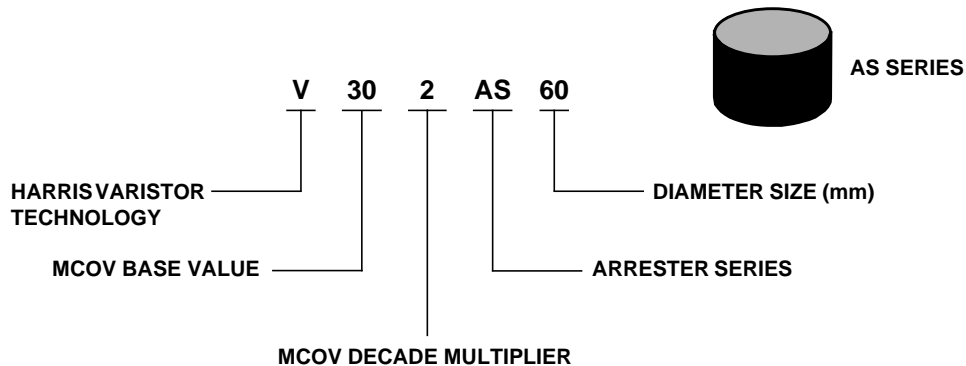 AS SERIES
V 30 2 AS 60
HARRIS VARISTOR
TECHNOLOGY
DIAMETER SIZE (mm)
MCOV BASE VALUE
ARRESTER SERIES
MCOV DECADE MULTIPLIER